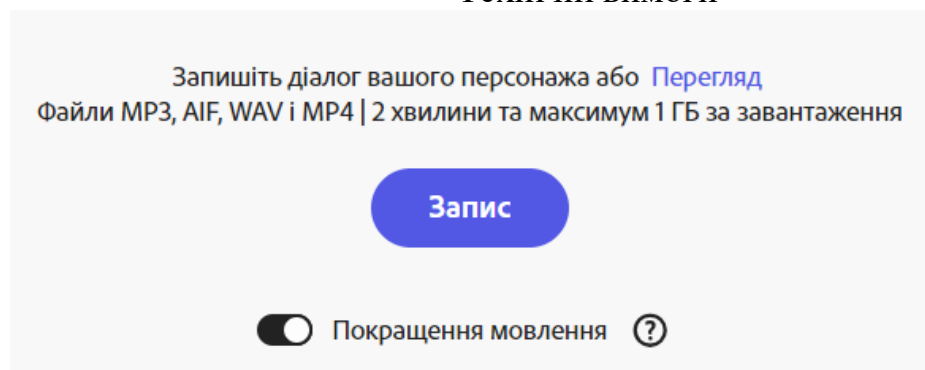 Запишіть діалог вашого персонажа або Перегляд
Файли MP3, AIF, WAV і MP4 | 2 хвилини та максимум 1 ГБ за завантаження
Запис
Покращення мовлення ?